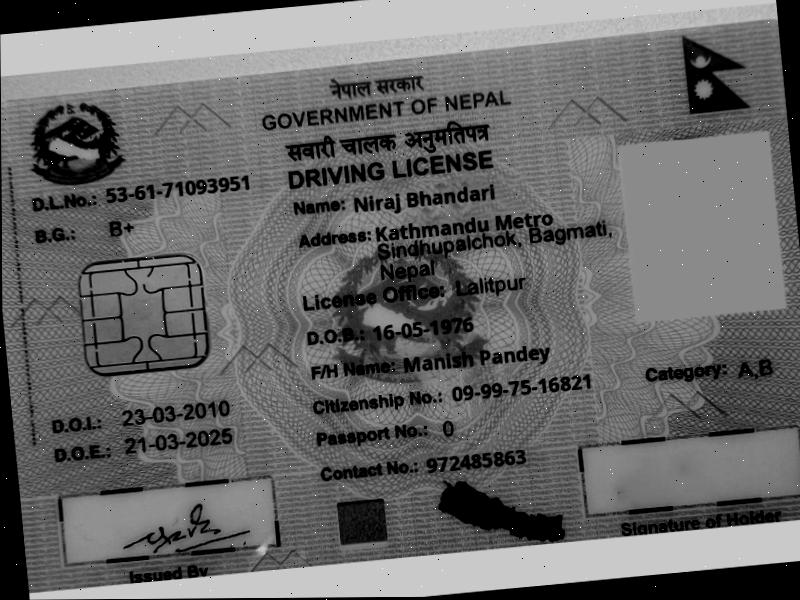 नेपाल सरकार
GOVERNMENT OF NEPAL
सवारी चालक अनुमतिपत्र
DRIVING LICENSE
D.L.No.: 53-61-71093951
B.G.: B+
Name: Niraj Bhandari
Address: Kathmandu Metro
Sindhupalchok, Bagmati,
Nepal
License Office: Lalitpur
D.O.B.: 16-05-1976
F/H Name: Manish Pandey
Citizenship No.: 09-99-75-16821
Category: A,B
Passport No.: 0
Contact No.: 972485863
D.O.I.: 23-03-2010
D.O.E.: 21-03-2025
Issued By
Signature of Holder